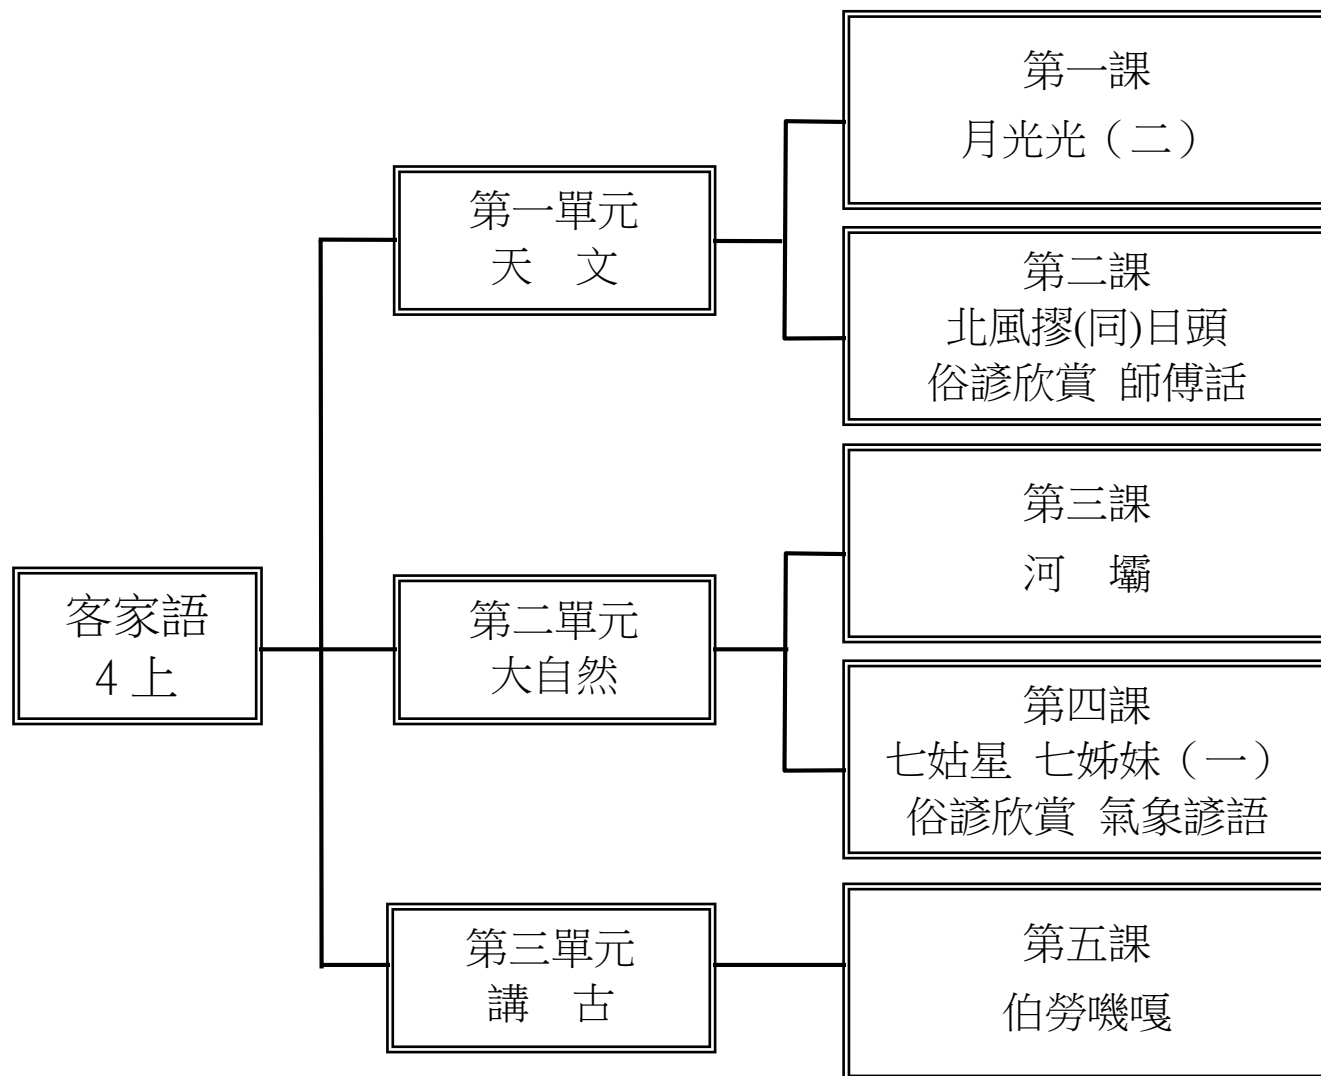 客家語
4上
第一單元
天　文
第一課
月光光（二）
第二課
北風摎(同)日頭
俗諺欣賞 師傅話
第二單元
大自然
第三課
河　壩
第四課
七姑星 七姊妹（一）
俗諺欣賞 氣象諺語
第三單元
講　古
第五課
伯勞嘰嘎